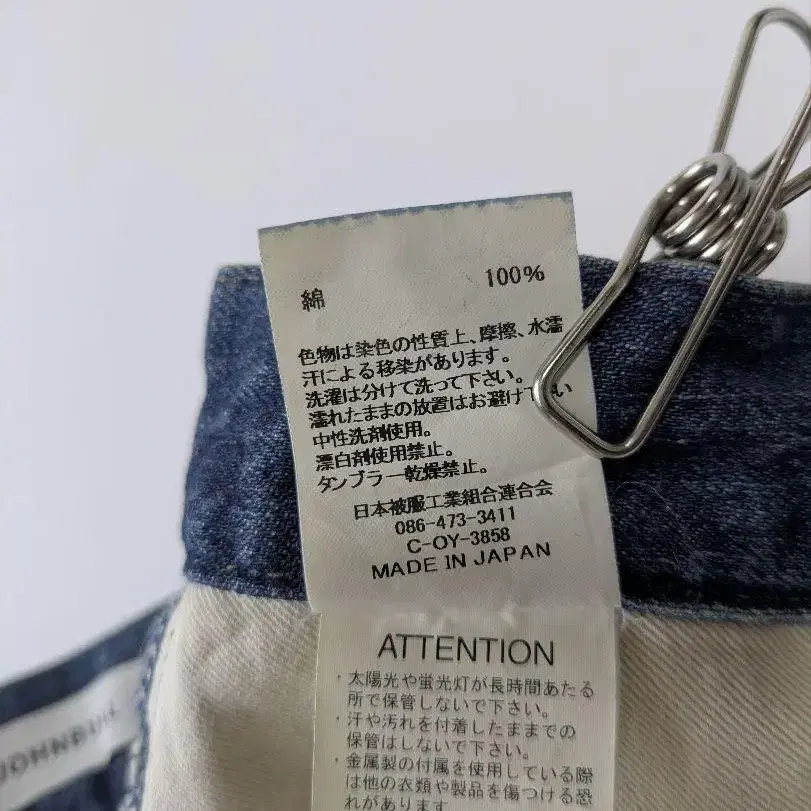 綿 100%
色物は染色の性質上、摩擦、水濡
汗による移染があります。
洗濯は分けて洗って下さい。
濡れたままの放置はお避け下さい
中性洗剤使用。
漂白剤使用禁止。
タンブラー乾燥禁止。
日本被服工業組合連合会
086-473-3411
C-OY-3858
MADE IN JAPAN
ATTENTION
・太陽光や蛍光灯が長時間あたる
所で保管しないで下さい。
・汗や汚れを付着したままでの
保管はしないで下さい。
・金属製の付属を使用している際
は他の衣類や製品を傷つける恐
れがあります
JOHNBULL